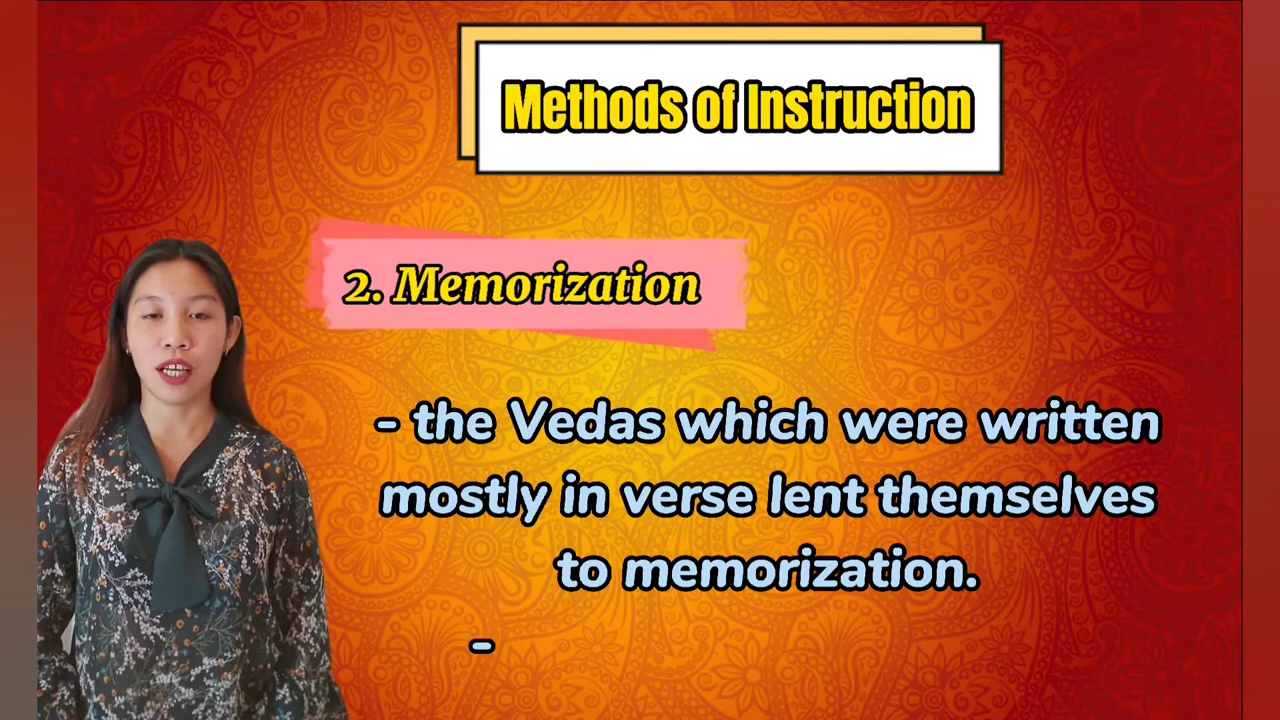 Methods of Instruction
2. Memorization
- the Vedas which were written
mostly in verse lent themselves
to memorization.
-